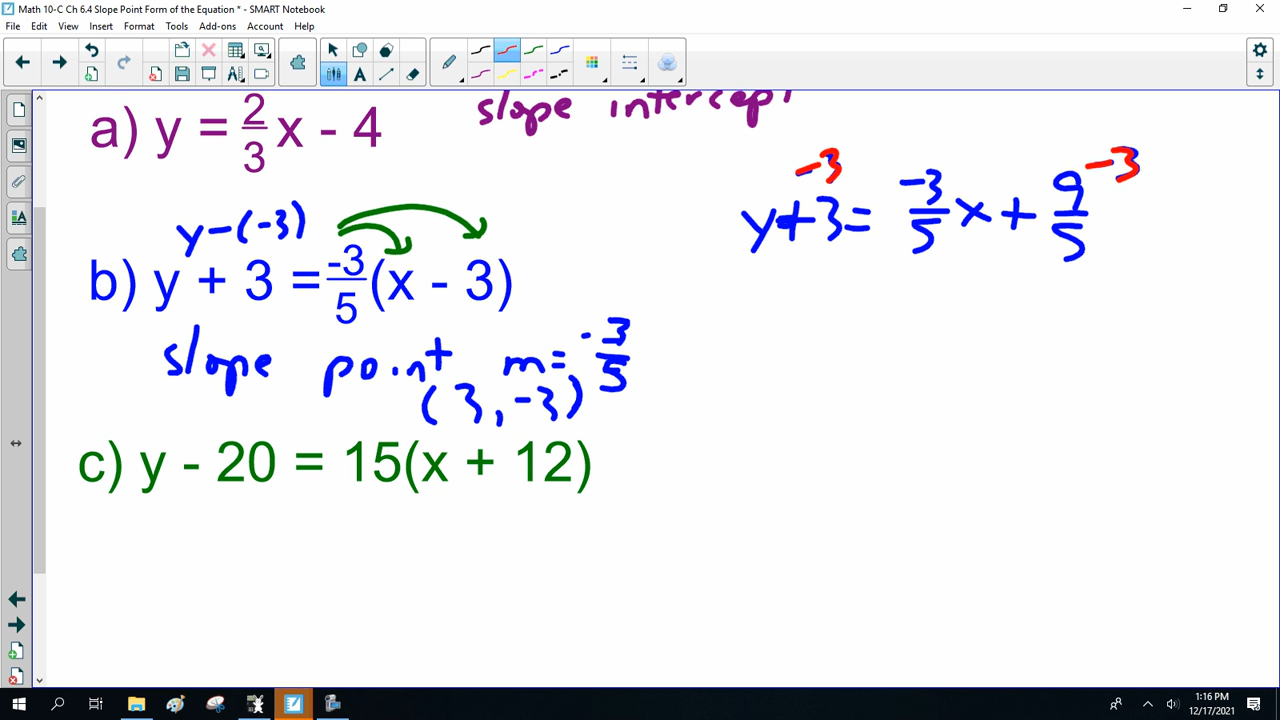 Math 10-C Ch 6.4 Slope Point Form of the Equation * - SMART Notebook
File Edit View Insert Format Tools Add-ons Account Help
slope intercept
a) y = 2/3 x - 4
-3 -3
y + 3 = -3/5 x + 9/5
y - (-3)
b) y + 3 = -3/5 (x - 3)
slope point m = -3/5
(3, -3)
c) y - 20 = 15(x + 12)
1:16 PM
12/17/2021